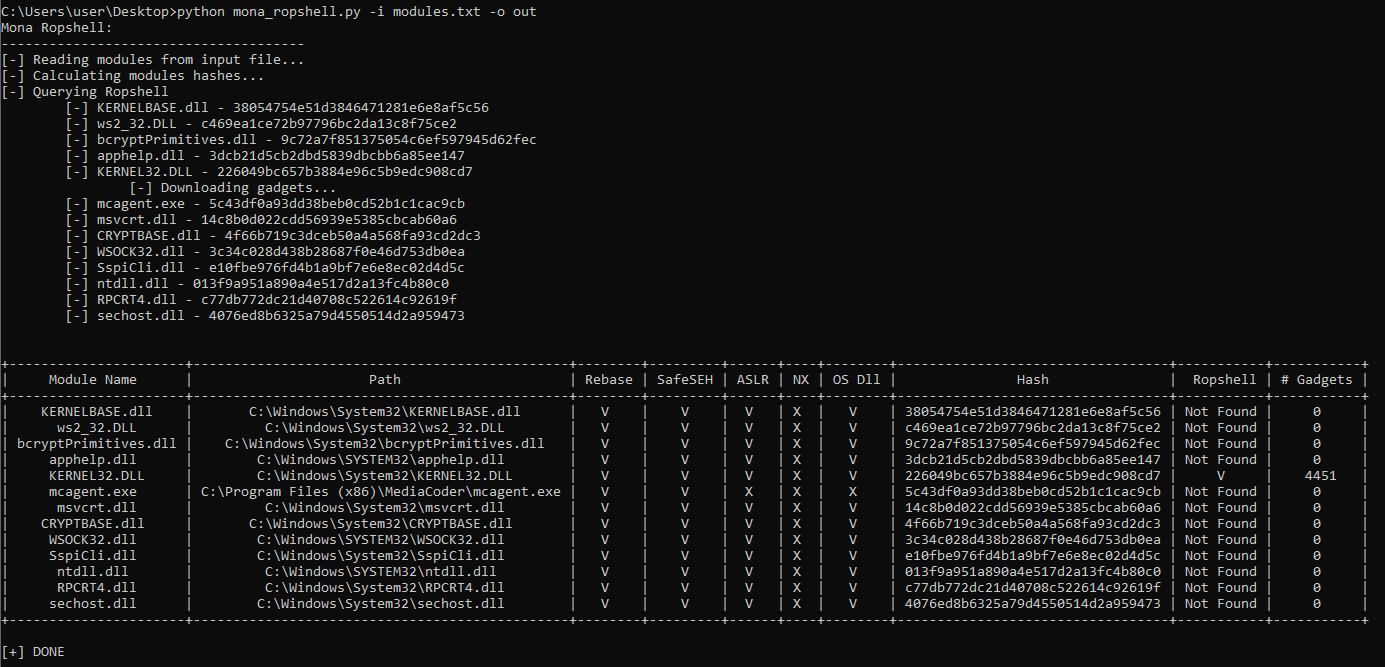 C:\Users\user\Desktop>python mona_ropshell.py -i modules.txt -o out
Mona Ropshell:
--------------------------------------
[-] Reading modules from input file...
[-] Calculating modules hashes...
[-] Querying Ropshell
        [-] KERNELBASE.dll - 38054754e51d3846471281e6e8af5c56
        [-] ws2_32.DLL - c469ea1ce72b97796bc2da13c8f75ce2
        [-] bcryptPrimitives.dll - 9c72a7f851375054c6ef597945d62fec
        [-] apphelp.dll - 3dcb21d5cb2dbd5839dbcbb6a85ee147
        [-] KERNEL32.DLL - 226049bc657b3884e96c5b9edc908cd7
                [-] Downloading gadgets...
        [-] mcagent.exe - 5c43df0a93dd38beb0cd52b1c1cac9cb
        [-] msvcrt.dll - 14c8b0d022cdd56939e5385cbcab60a6
        [-] CRYPTBASE.dll - 4f66b719c3dceb50a4a568fa93cd2dc3
        [-] WSOCK32.dll - 3c34c028d438b28687f0e46d753db0ea
        [-] SspiCli.dll - e10fbe976fd4b1a9bf7e6e8ec02d4d5c
        [-] ntdll.dll - 013f9a951a890a4e517d2a13fc4b80c0
        [-] RPCRT4.dll - c77db772dc21d40708c522614c92619f
        [-] sechost.dll - 4076ed8b6325a79d4550514d2a959473
+----------------------+-----------------------------------------------+---------+---------+------+----+--------+----------------------------------+-----------+-----------+
| Module Name | Path | Rebase | SafeSEH | ASLR | NX | OS Dll | Hash | Ropshell | # Gadgets |
+----------------------+-----------------------------------------------+---------+---------+------+----+--------+----------------------------------+-----------+-----------+
| KERNELBASE.dll | C:\Windows\System32\KERNELBASE.dll | V | V | V | X | V | 38054754e51d3846471281e6e8af5c56 | Not Found | 0 |
| ws2_32.DLL | C:\Windows\System32\ws2_32.DLL | V | V | V | X | V | c469ea1ce72b97796bc2da13c8f75ce2 | Not Found | 0 |
| bcryptPrimitives.dll | C:\Windows\System32\bcryptPrimitives.dll | V | V | V | X | V | 9c72a7f851375054c6ef597945d62fec | Not Found | 0 |
| apphelp.dll | C:\Windows\SYSTEM32\apphelp.dll | V | V | V | X | V | 3dcb21d5cb2dbd5839dbcbb6a85ee147 | Not Found | 0 |
| KERNEL32.DLL | C:\Windows\System32\KERNEL32.DLL | V | V | V | X | V | 226049bc657b3884e96c5b9edc908cd7 | V | 4451 |
| mcagent.exe | C:\Program Files (x86)\MediaCoder\mcagent.exe | V | V | X | X | X | 5c43df0a93dd38beb0cd52b1c1cac9cb | Not Found | 0 |
| msvcrt.dll | C:\Windows\System32\msvcrt.dll | V | V | V | X | V | 14c8b0d022cdd56939e5385cbcab60a6 | Not Found | 0 |
| CRYPTBASE.dll | C:\Windows\System32\CRYPTBASE.dll | V | V | V | X | V | 4f66b719c3dceb50a4a568fa93cd2dc3 | Not Found | 0 |
| WSOCK32.dll | C:\Windows\SYSTEM32\WSOCK32.dll | V | V | V | X | V | 3c34c028d438b28687f0e46d753db0ea | Not Found | 0 |
| SspiCli.dll | C:\Windows\System32\SspiCli.dll | V | V | V | X | V | e10fbe976fd4b1a9bf7e6e8ec02d4d5c | Not Found | 0 |
| ntdll.dll | C:\Windows\SYSTEM32\ntdll.dll | V | V | V | X | V | 013f9a951a890a4e517d2a13fc4b80c0 | Not Found | 0 |
| RPCRT4.dll | C:\Windows\System32\RPCRT4.dll | V | V | V | X | V | c77db772dc21d40708c522614c92619f | Not Found | 0 |
| sechost.dll | C:\Windows\System32\sechost.dll | V | V | V | X | V | 4076ed8b6325a79d4550514d2a959473 | Not Found | 0 |
+----------------------+-----------------------------------------------+---------+---------+------+----+--------+----------------------------------+-----------+-----------+
[+] DONE